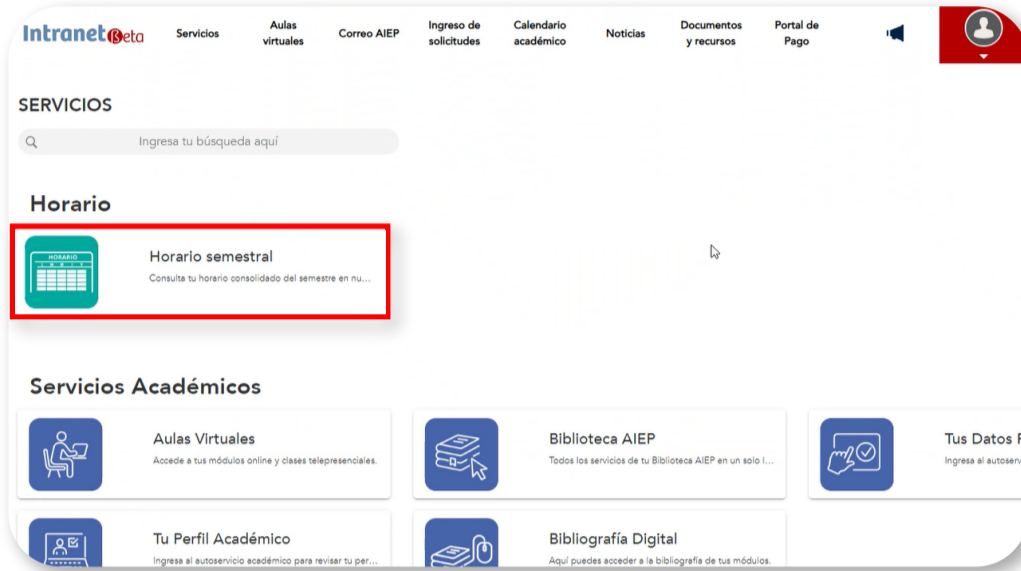 Intranet Beta
Servicios
Aulas
virtuales
Correo AIEP
Ingreso de
solicitudes
Calendario
académico
Noticias
Documentos
y recursos
Portal de
Pago
SERVICIOS
Ingresa tu búsqueda aquí
Horario
HORARIO
L M M J V
Horario semestral
Consulta tu horario consolidado del semestre en nu...
Servicios Académicos
Aulas Virtuales
Accede a tus módulos online y clases telepresenciales.
Biblioteca AIEP
Todos los servicios de tu Biblioteca AIEP en un solo l...
Tus Datos P
Ingresa al autoserv
Tu Perfil Académico
Ingresa al autoservicio académico para revisar tu per...
Bibliografía Digital
Aquí puedes acceder a la bibliografía de tus módulos.